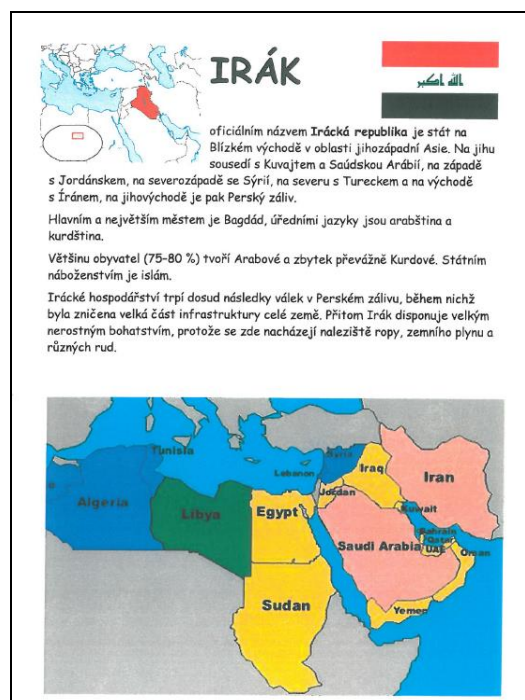 IRÁK
الله اكبر
oficiálním názvem Irácká republika je stát na
Blízkém východě v oblasti jihozápadní Asie. Na jihu
sousedí s Kuvajtem a Saúdskou Arábií, na západě
s Jordánskem, na severozápadě se Sýrií, na severu s Tureckem a na východě
s Íránem, na jihovýchodě je pak Perský záliv.
Hlavním a největším městem je Bagdád, úředními jazyky jsou arabština a
kurdština.
Většinu obyvatel (75-80 %) tvoří Arabové a zbytek převážně Kurdové. Státním
náboženstvím je islám.
Irácké hospodářství trpí dosud následky válek v Perském zálivu, během nichž
byla zničena velká část infrastruktury celé země. Přitom Irák disponuje velkým
nerostným bohatstvím, protože se zde nacházejí naleziště ropy, zemního plynu a
různých rud.
Tunisia
Syria
Lebanon
Iraq
Iran
Jordan
Algeria
Libya
Egypt
Kuwait
Bahrain
Qatar
Saudi Arabia
UAE
Oman
Sudan
Yemen